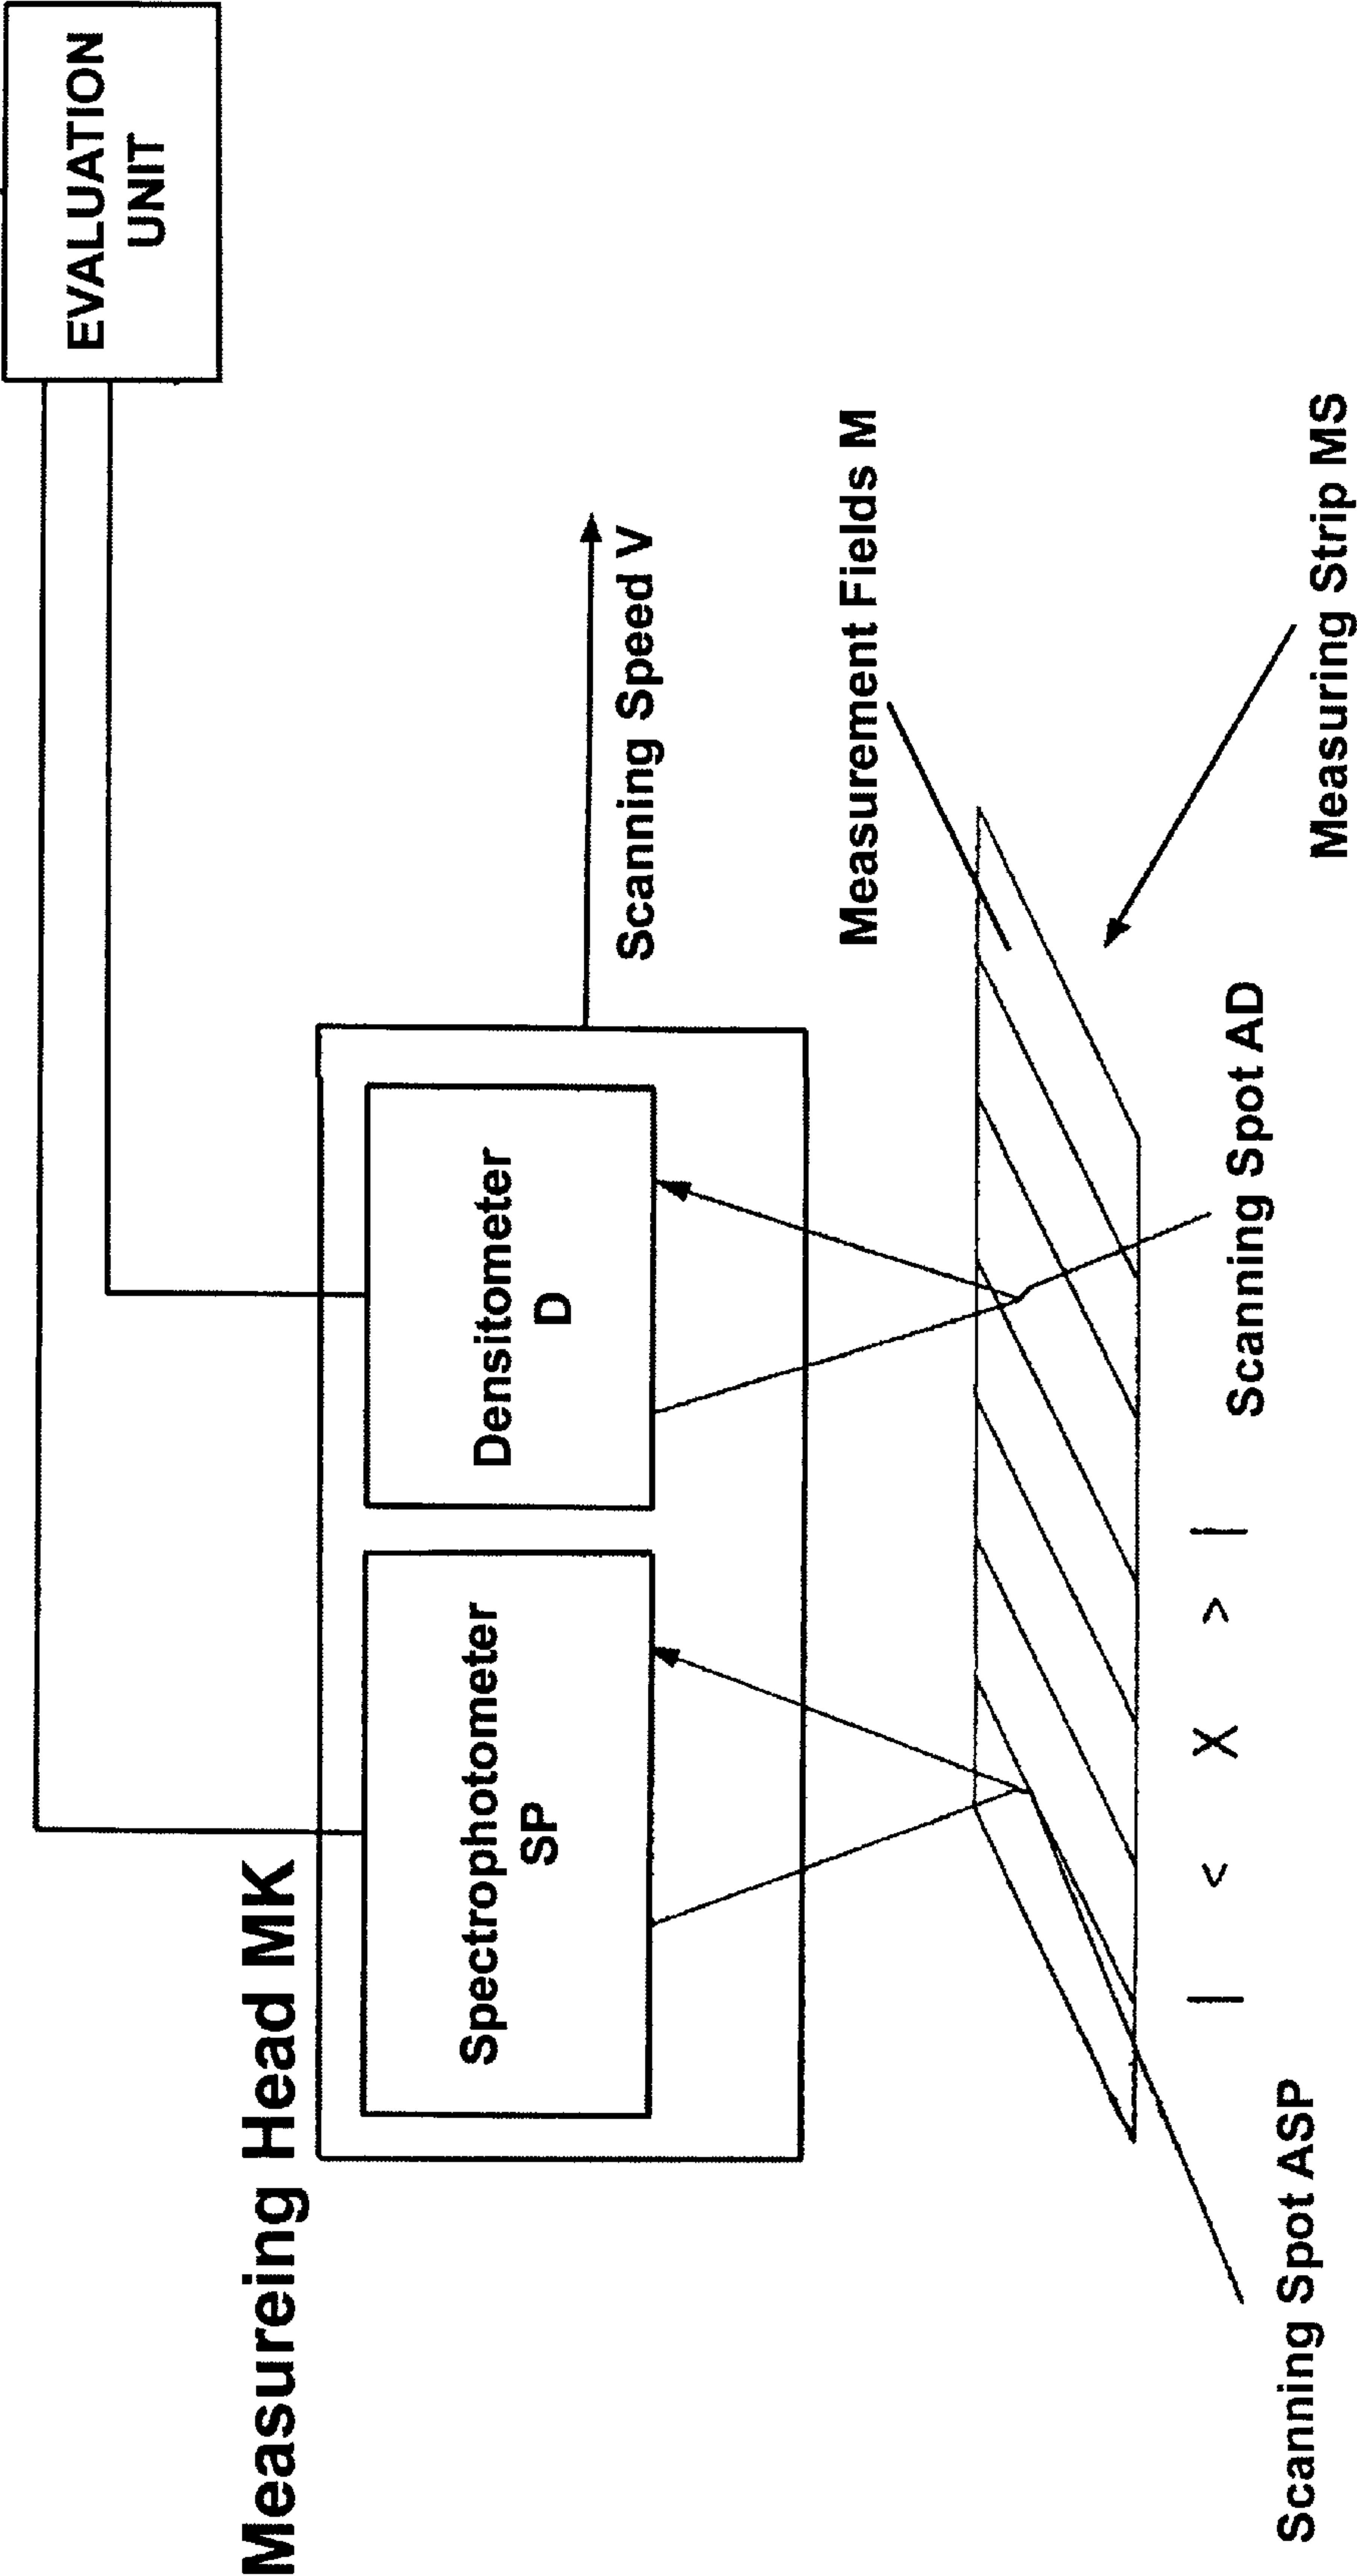 EVALUATION
UNIT
Measureing Head MK
Spectrophotometer
SP
Densitometer
D
Scanning Speed V
Measurement Fields M
Measuring Strip MS
Scanning Spot AD
| < X > |
Scanning Spot ASP